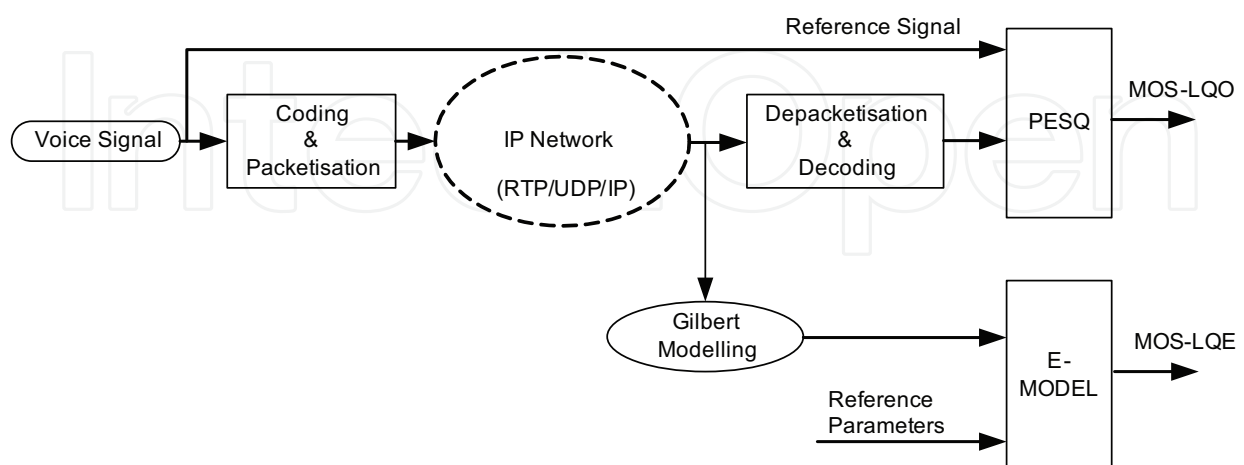 Reference Signal
MOS-LQO
Coding
&
Packetisation
Depacketisation
&
Decoding
Voice Signal
IP Network
(RTP/UDP/IP)
PESQ
Gilbert
Modelling
MOS-LQE
E-
MODEL
Reference
Parameters
IntechOpen